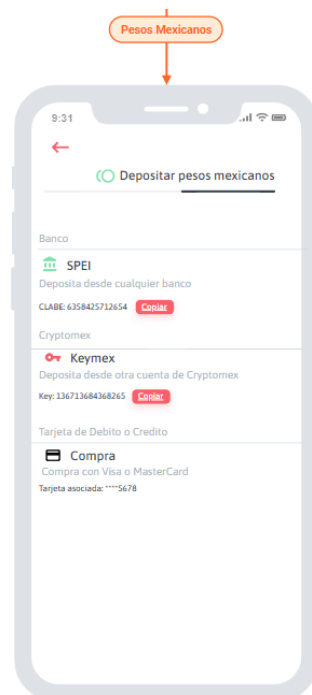 Pesos Mexicanos
9:31
Depositar pesos mexicanos
Banco
SPEI
Deposita desde cualquier banco
CLABE: 6358425712654 Copiar
Cryptomex
Keymex
Deposita desde otra cuenta de Cryptomex
Key: 136713684368265 Copiar
Tarjeta de Debito o Credito
Compra
Compra con Visa o MasterCard
Tarjeta asociada: ****5678